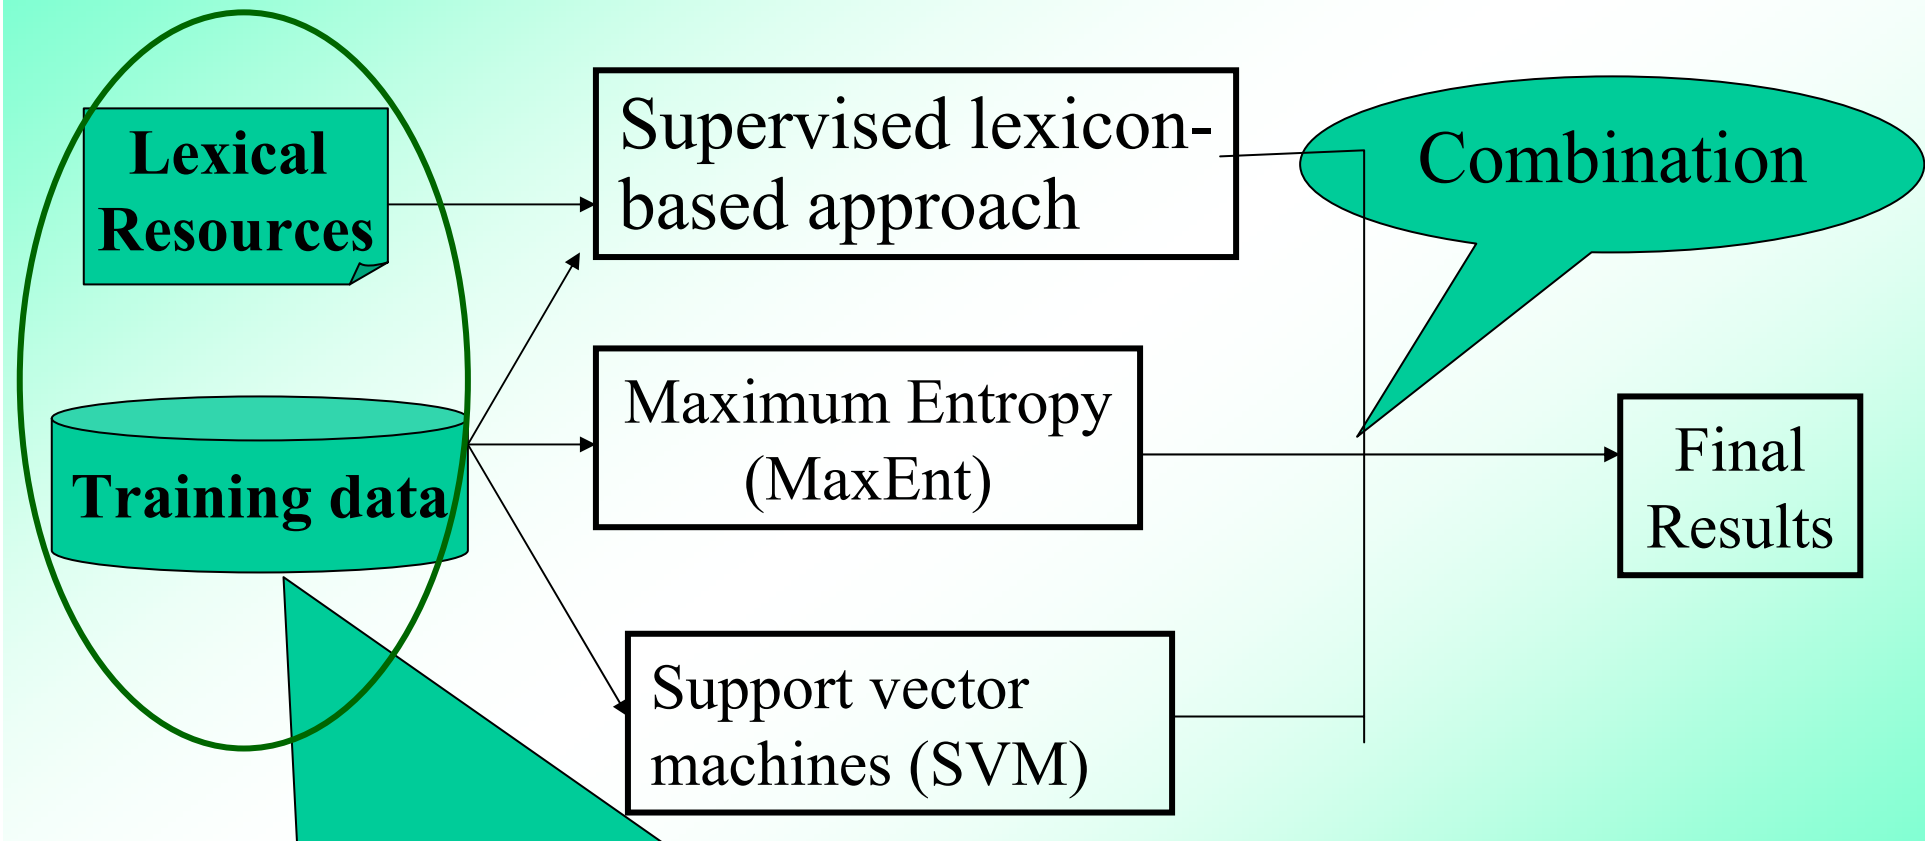 Lexical
Resources
Training data
Supervised lexicon-
based approach
Maximum Entropy
(MaxEnt)
Support vector
machines (SVM)
Combination
Final
Results